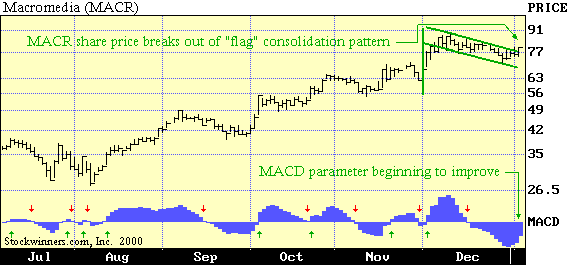 Macromedia (MACR)
PRICE
MACR share price breaks out of "flag" consolidation pattern
91
77
63
56
49
42
35
26.5
MACD parameter beginning to improve
MACD
Stockwinners.com, Inc. 2000
Jul Aug Sep Oct Nov Dec